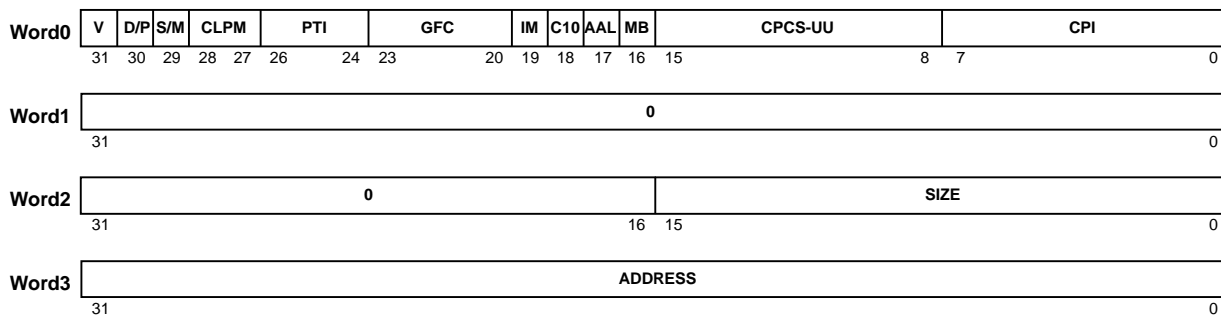 Word0 V D/P S/M CLPM PTI GFC IM C10 AAL MB CPCS-UU CPI
31 30 29 28 27 26 24 23 20 19 18 17 16 15 8 7 0
Word1 0
31 0
Word2 0 SIZE
31 16 15 0
Word3 ADDRESS
31 0